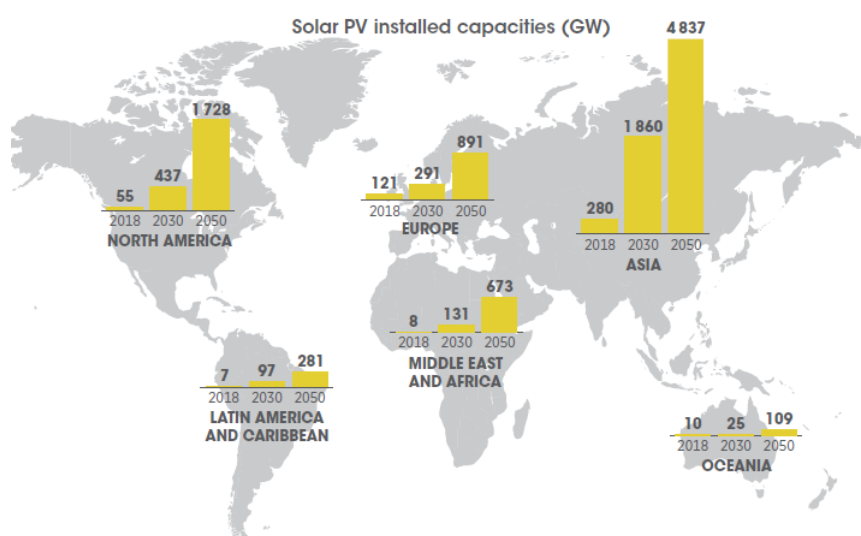 Solar PV installed capacities (GW)
55 437 1 728
2018 2030 2050
NORTH AMERICA
121 291 891
2018 2030 2050
EUROPE
280 1 860 4 837
2018 2030 2050
ASIA
7 97 281
2018 2030 2050
LATIN AMERICA
AND CARIBBEAN
8 131 673
2018 2030 2050
MIDDLE EAST
AND AFRICA
10 25 109
2018 2030 2050
OCEANIA